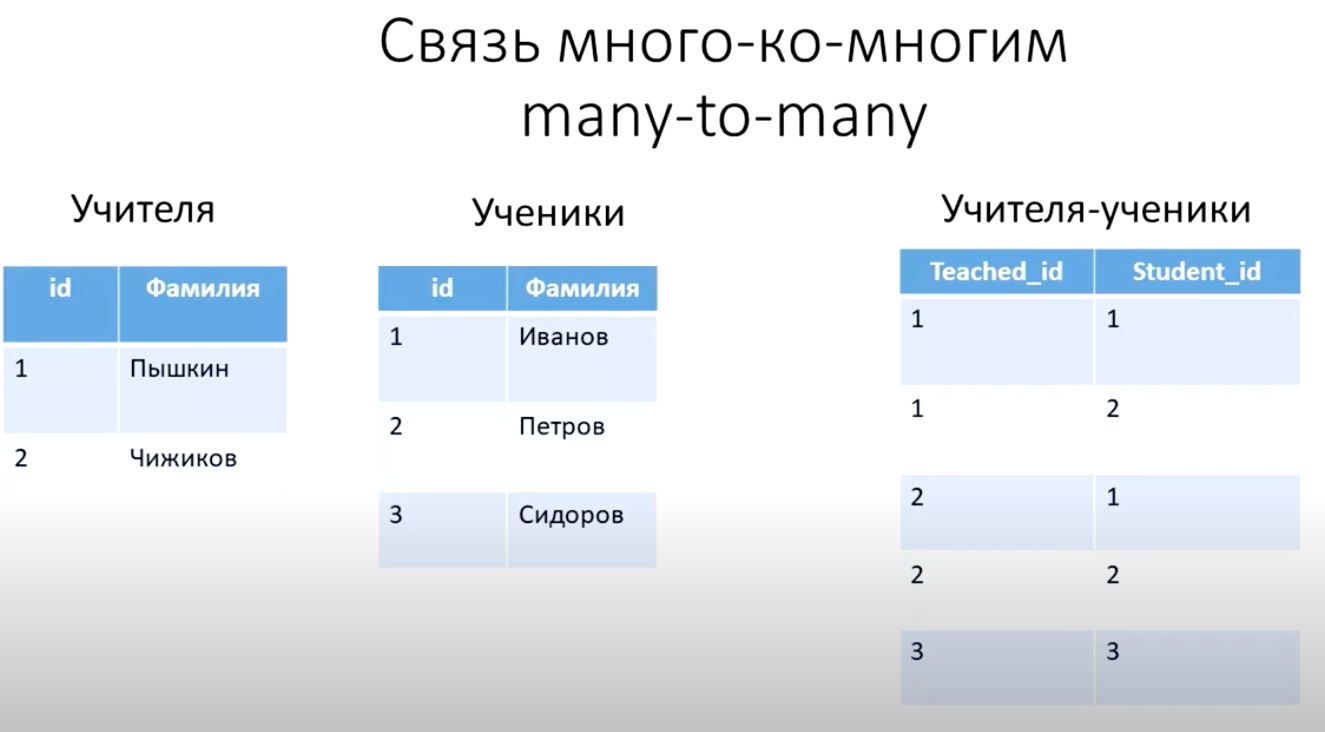 Связь много-ко-многим
many-to-many
Учителя
id Фамилия
1 Пышкин
2 Чижиков
Ученики
id Фамилия
1 Иванов
2 Петров
3 Сидоров
Учителя-ученики
Teached_id Student_id
1 1
1 2
2 1
2 2
3 3